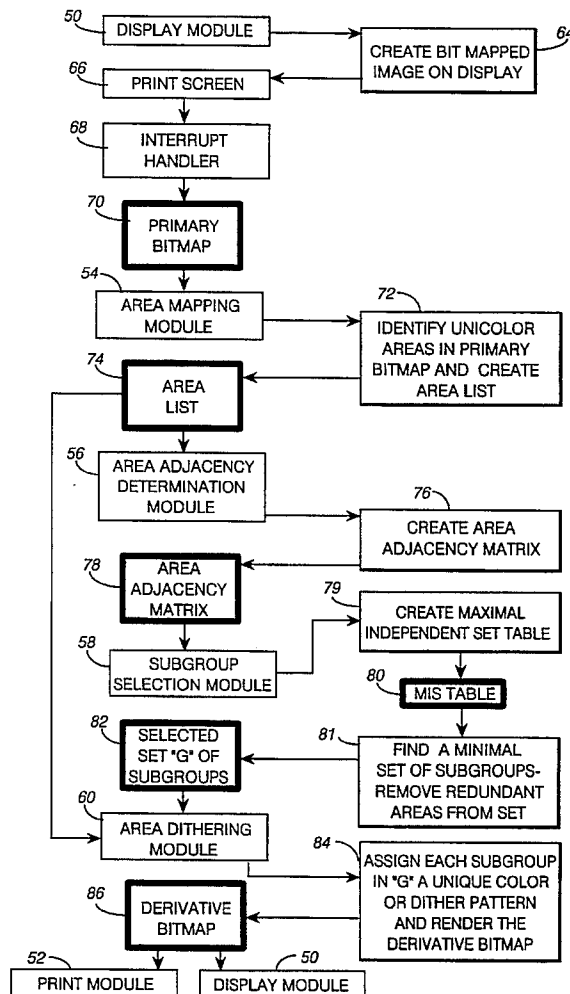 50
DISPLAY MODULE
64
CREATE BIT MAPPED
IMAGE ON DISPLAY
66
PRINT SCREEN
68
INTERRUPT
HANDLER
70
PRIMARY
BITMAP
54
AREA MAPPING
MODULE
72
IDENTIFY UNICOLOR
AREAS IN PRIMARY
BITMAP AND CREATE
AREA LIST
74
AREA
LIST
56
AREA ADJACENCY
DETERMINATION
MODULE
76
CREATE AREA
ADJACENCY MATRIX
78
AREA
ADJACENCY
MATRIX
79
CREATE MAXIMAL
INDEPENDENT SET TABLE
58
SUBGROUP
SELECTION MODULE
80
MIS TABLE
82
SELECTED
SET "G" OF
SUBGROUPS
81
FIND A MINIMAL
SET OF SUBGROUPS-
REMOVE REDUNDANT
AREAS FROM SET
60
AREA DITHERING
MODULE
84
ASSIGN EACH SUBGROUP
IN "G" A UNIQUE COLOR
OR DITHER PATTERN
AND RENDER THE
DERIVATIVE BITMAP
86
DERIVATIVE
BITMAP
52
PRINT MODULE
50
DISPLAY MODULE